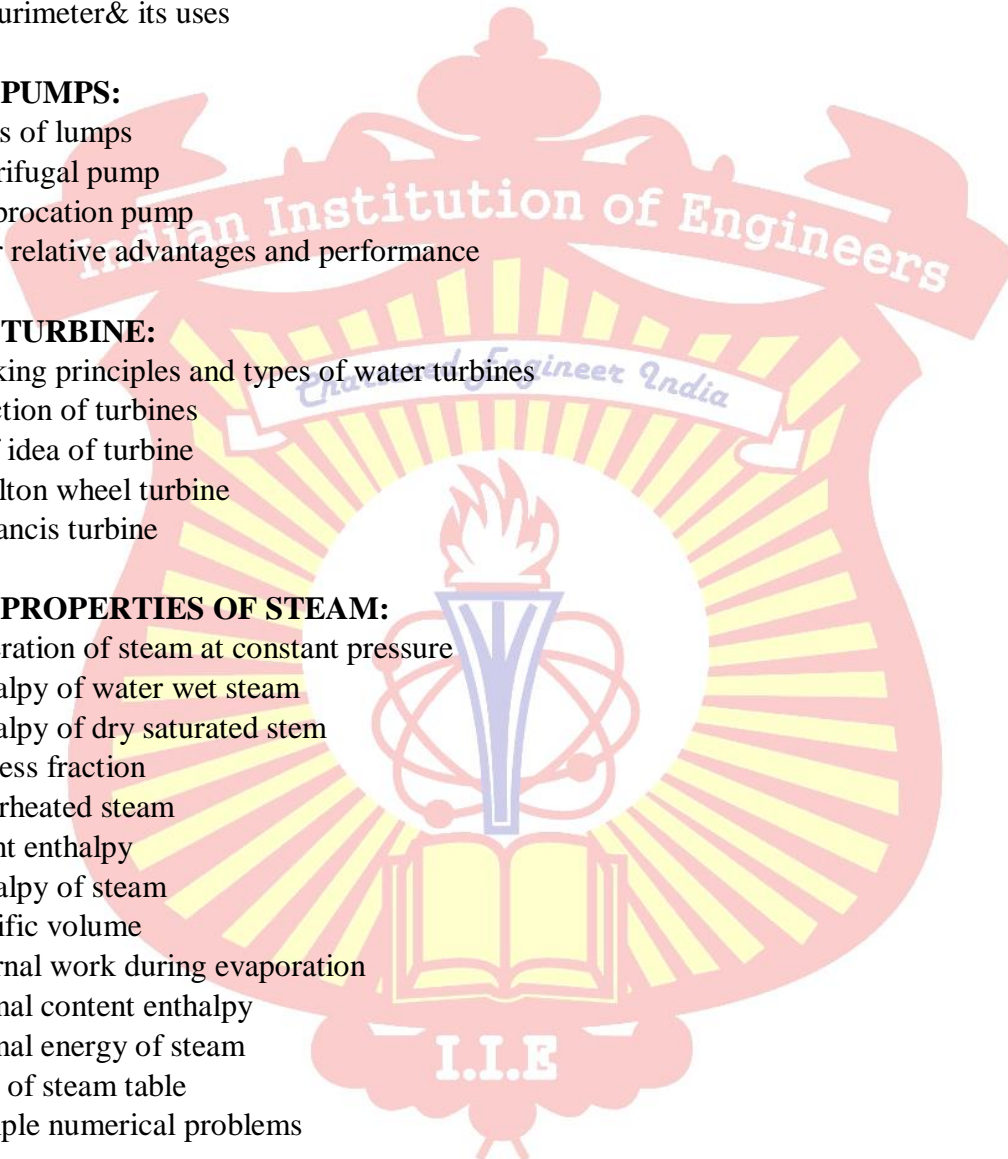 urimeter& its uses
PUMPS:
s of lumps
rifugal pump
procation pump
r relative advantages and performance
Indian Institution of Engineers
TURBINE:
king principles and types of water turbines
Chartered Engineer India
ction of turbines
f idea of turbine
lton wheel turbine
ancis turbine
PROPERTIES OF STEAM:
eration of steam at constant pressure
alpy of water wet steam
alpy of dry saturated stem
ess fraction
rheated steam
nt enthalpy
alpy of steam
ific volume
rnal work during evaporation
nal content enthalpy
nal energy of steam
of steam table
ple numerical problems
I.I.E